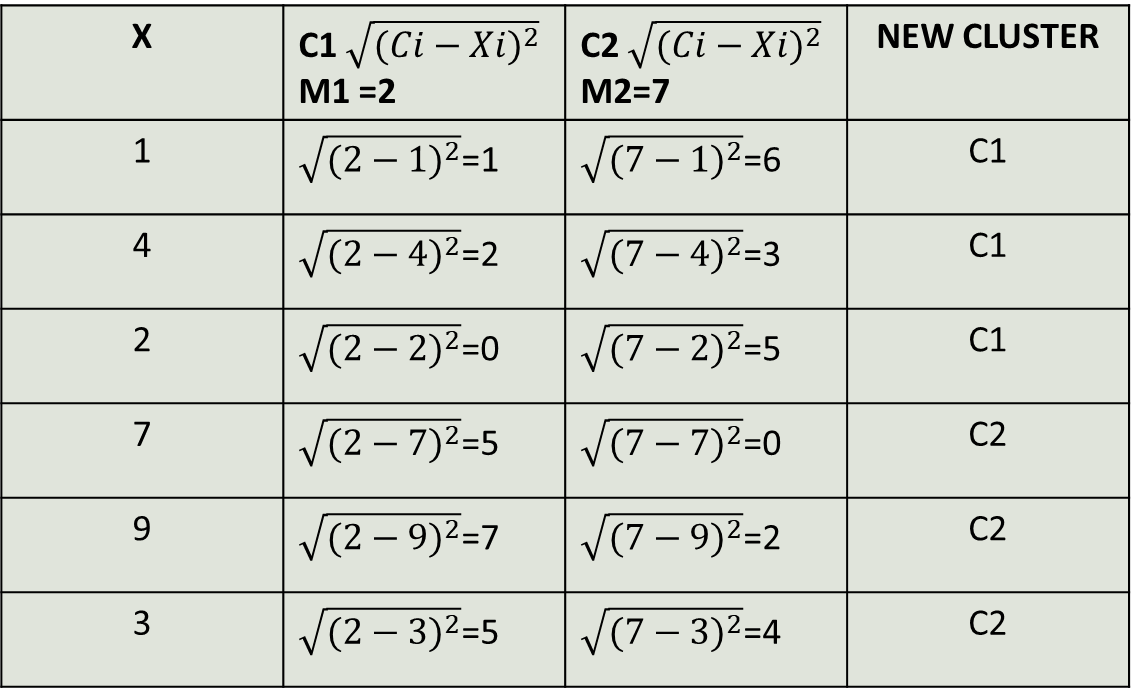 X C1 √(Ci − Xi)² C2 √(Ci − Xi)² NEW CLUSTER
M1 =2 M2=7
1 √(2 − 1)²=1 √(7 − 1)²=6 C1
4 √(2 − 4)²=2 √(7 − 4)²=3 C1
2 √(2 − 2)²=0 √(7 − 2)²=5 C1
7 √(2 − 7)²=5 √(7 − 7)²=0 C2
9 √(2 − 9)²=7 √(7 − 9)²=2 C2
3 √(2 − 3)²=5 √(7 − 3)²=4 C2